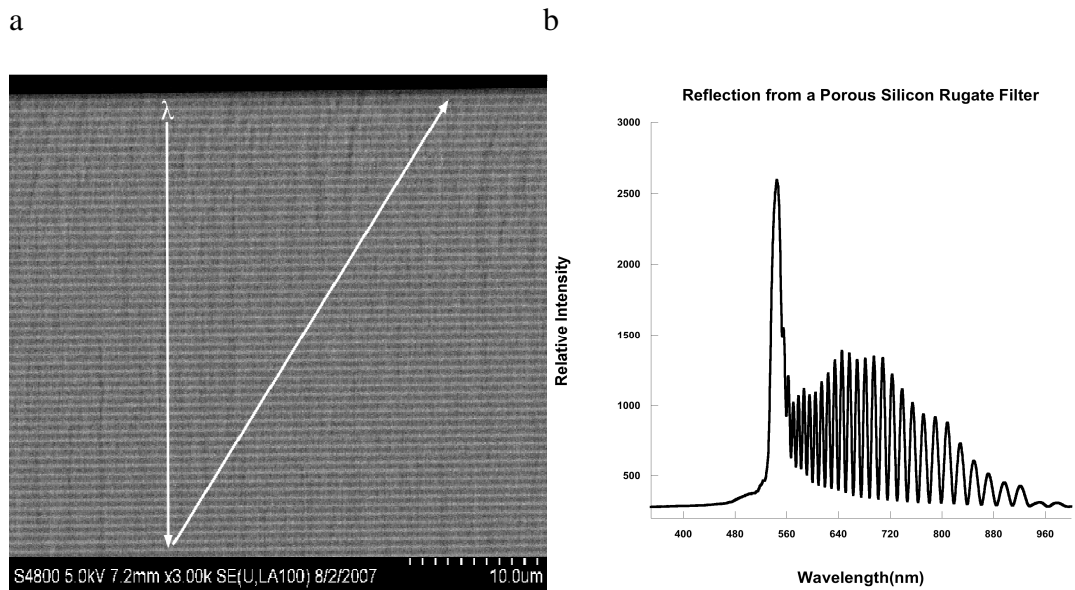 a
λ
S4800 5.0kV 7.2mm x3.00k SE(U,LA100) 8/2/2007
10.0um
b
Reflection from a Porous Silicon Rugate Filter
Relative Intensity
3000
2500
2000
1500
1000
500
400 480 560 640 720 800 880 960
Wavelength(nm)